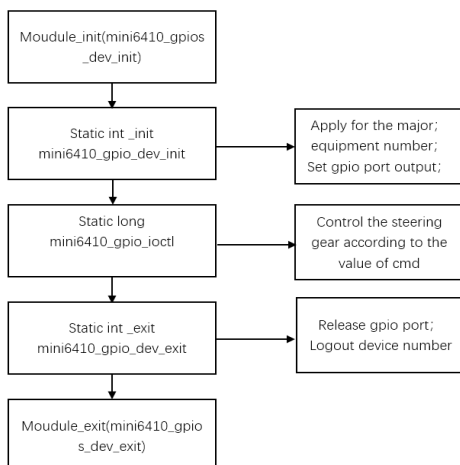 Moudule_init(mini6410_gpios
_dev_init)
Static int _init
mini6410_gpio_dev_init
Apply for the major;
equipment number;
Set gpio port output;
Static long
mini6410_gpio_ioctl
Control the steering
gear according to the
value of cmd
Static int _exit
mini6410_gpio_dev_exit
Release gpio port;
Logout device number
Moudule_exit(mini6410_gpio
s_dev_exit)